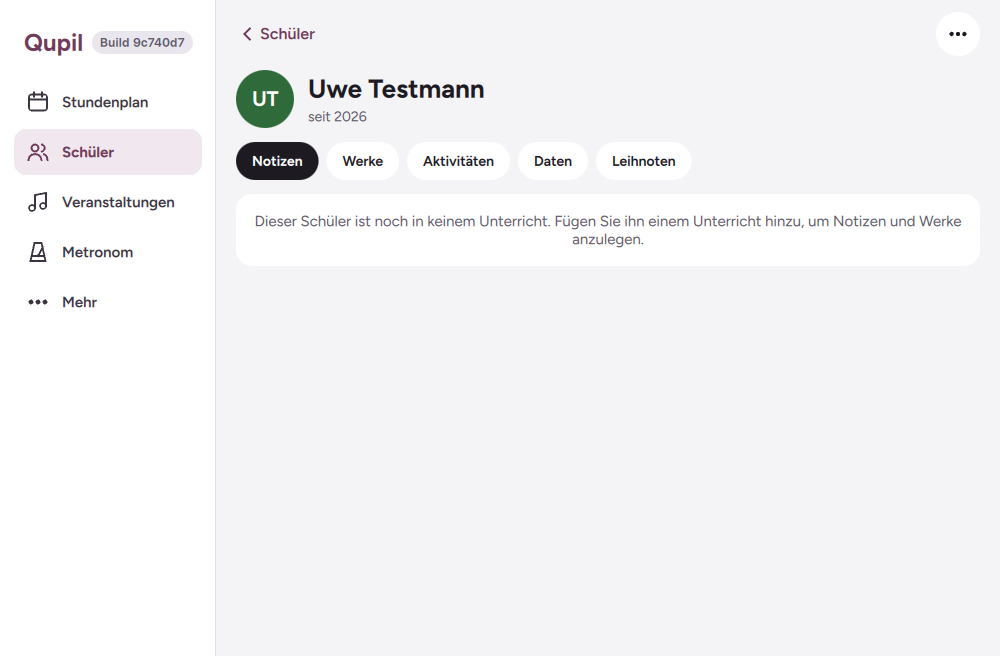 Qupil Build 9c740d7
Stundenplan
Schüler
Veranstaltungen
Metronom
Mehr
Schüler
UT
Uwe Testmann
seit 2026
Notizen Werke Aktivitäten Daten Leihnoten
Dieser Schüler ist noch in keinem Unterricht. Fügen Sie ihn einem Unterricht hinzu, um Notizen und Werke
anzulegen.